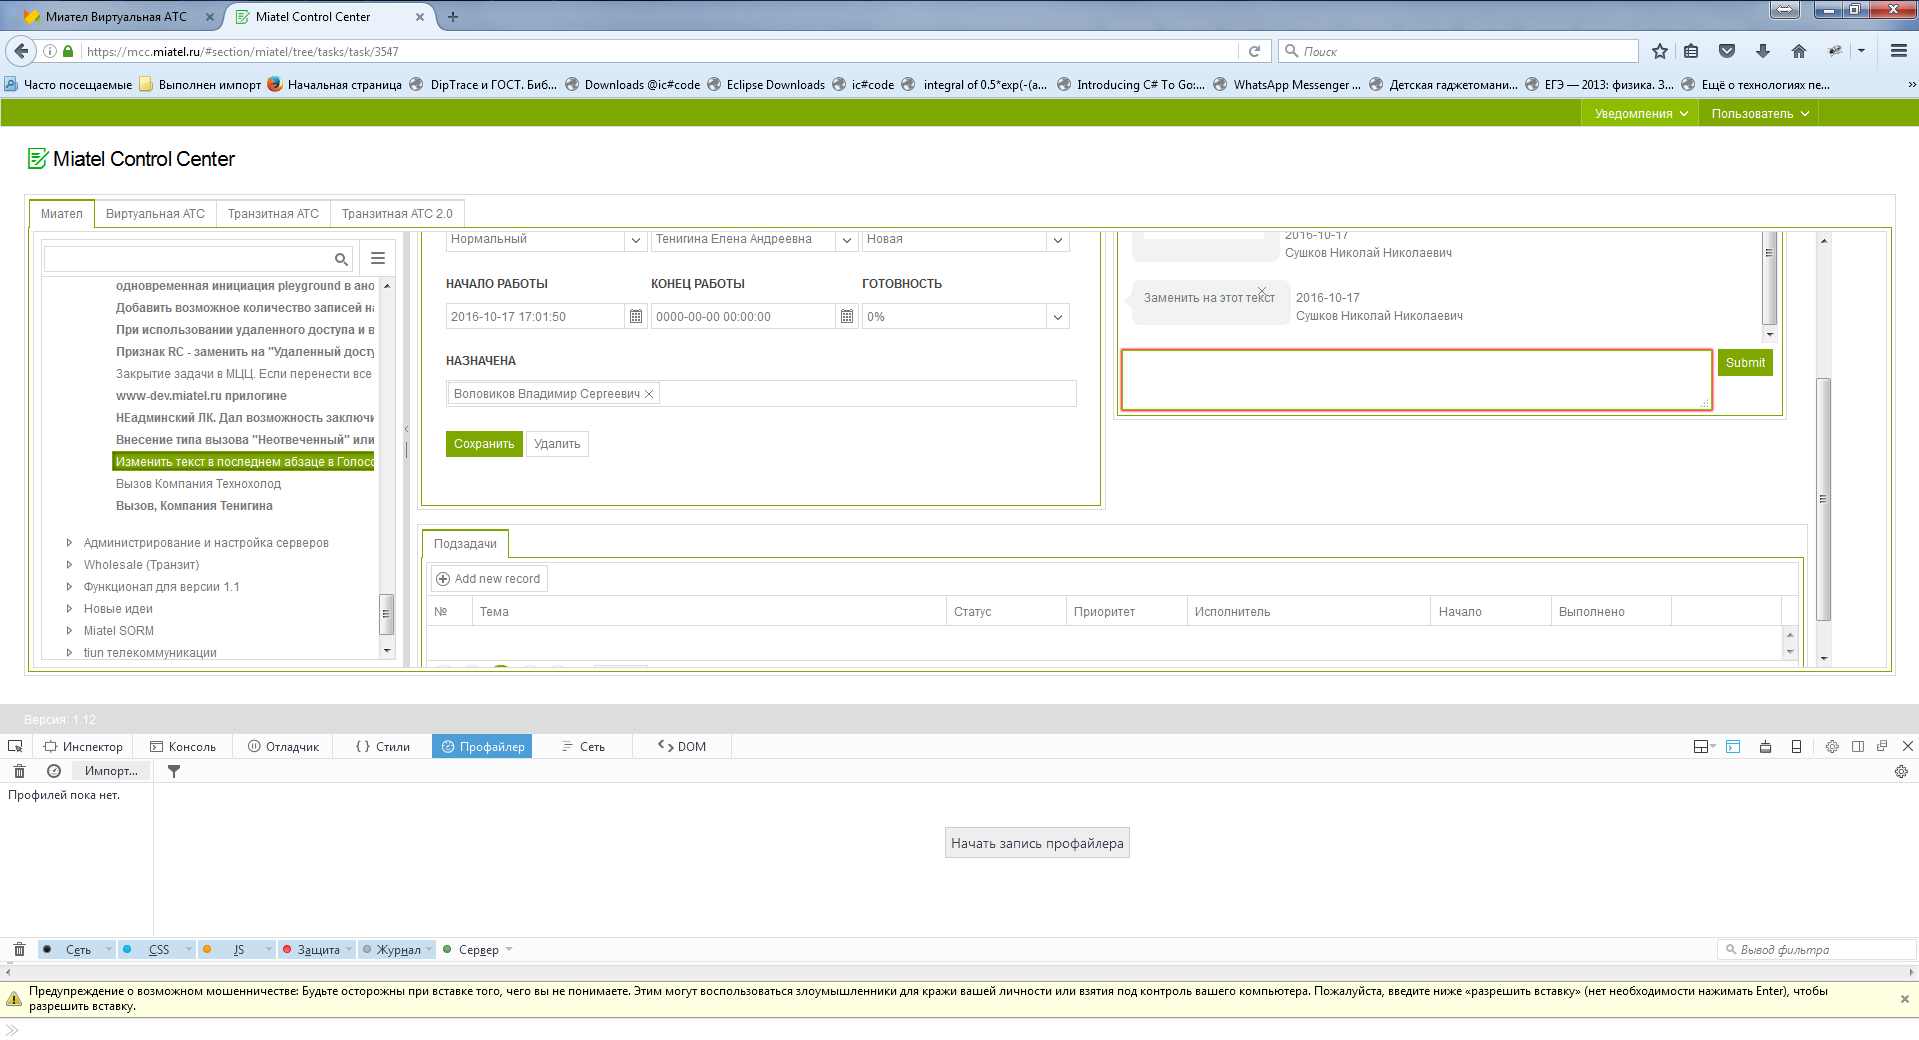 Миател Виртуальная АТС
Miatel Control Center
https://mcc.miatel.ru/#section/miatel/tree/tasks/task/3547
Поиск
Часто посещаемые
Выполнен импорт
Начальная страница
DipTrace и ГОСТ. Биб...
Downloads @ic#code
Eclipse Downloads
ic#code
integral of 0.5*exp(-(a...
Introducing C# To Go:...
WhatsApp Messenger ...
Детская гаджетомани...
ЕГЭ — 2013: физика. З...
Ещё о технологиях пе...
Уведомления
Пользователь
Miatel Control Center
Миател
Виртуальная АТС
Транзитная АТС
Транзитная АТС 2.0
одновременная инициация pleyground в ано
Добавить возможное количество записей на
При использовании удаленного доступа и в
Признак RC - заменить на "Удаленный досту
Закрытие задачи в МЦЦ. Если перенести все
www-dev.miatel.ru прилогине
НЕадминский ЛК. Дал возможность заключи
Внесение типа вызова "Неотвеченный" или
Изменить текст в последнем абзаце в Голосо
Вызов Компания Технохолод
Вызов, Компания Тенигина
Администрирование и настройка серверов
Wholesale (Транзит)
Функционал для версии 1.1
Новые идеи
Miatel SORM
tiun телекоммуникации
Нормальный
Тенигина Елена Андреевна
Новая
НАЧАЛО РАБОТЫ
КОНЕЦ РАБОТЫ
ГОТОВНОСТЬ
2016-10-17 17:01:50
0000-00-00 00:00:00
0%
НАЗНАЧЕНА
Воловиков Владимир Сергеевич
Сохранить
Удалить
2016-10-17
Сушков Николай Николаевич
Заменить на этот текст
2016-10-17
Сушков Николай Николаевич
Submit
Подзадачи
Add new record
№
Тема
Статус
Приоритет
Исполнитель
Начало
Выполнено
Версия: 1.12
Инспектор
Консоль
Отладчик
Стили
Профайлер
Сеть
DOM
Импорт...
Профилей пока нет.
Начать запись профайлера
Сеть
CSS
JS
Защита
Журнал
Сервер
Вывод фильтра
Предупреждение о возможном мошенничестве: Будьте осторожны при вставке того, чего вы не понимаете. Этим могут воспользоваться злоумышленники для кражи вашей личности или взятия под контроль вашего компьютера. Пожалуйста, введите ниже «разрешить вставку» (нет необходимости нажимать Enter), чтобы
разрешить вставку.